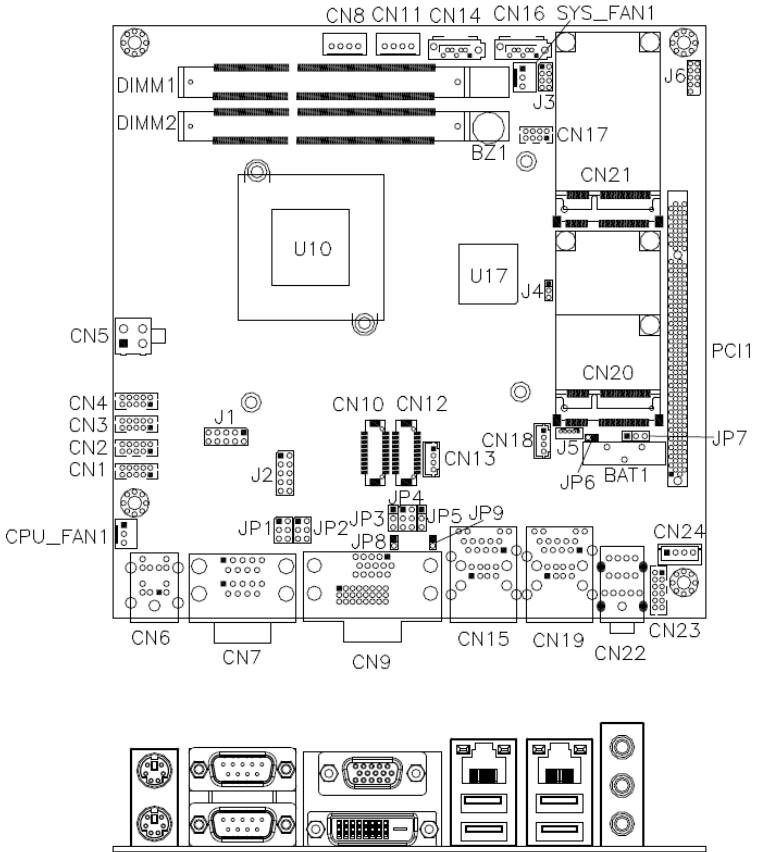 CN8 CN11 CN14 CN16 SYS_FAN1
DIMM1
J6
J3
DIMM2
CN17
BZ1
CN21
U10
U17
J4
CN5
PCI1
CN20
CN4
CN10 CN12
CN3
J1
CN18
J5
JP7
CN2
CN13
CN1
J2
JP6
BAT1
JP4
CPU_FAN1
JP1
JP2
JP3
JP5
JP9
JP8
CN24
CN6
CN7
CN9
CN15
CN19
CN22
CN23